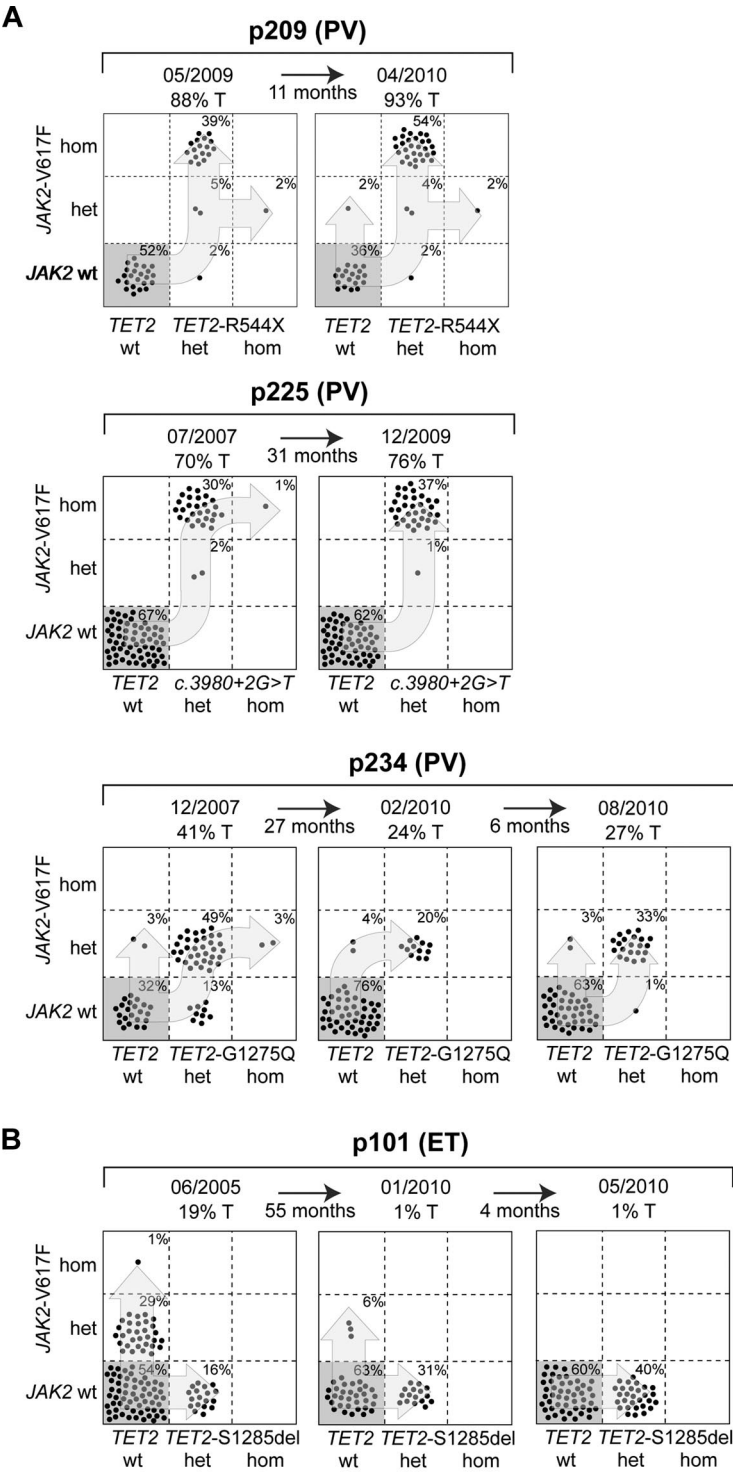 A
p209 (PV)
05/2009 04/2010
11 months
88% T 93% T
39% 54%
hom
5% 2% 2% 4% 2%
JAK2-V617F
het
52% 2% 36% 2%
JAK2 wt
TET2 TET2-R544X TET2 TET2-R544X
wt het hom wt het hom
p225 (PV)
07/2007 12/2009
31 months
70% T 76% T
30% 1% 37%
hom
2% 1%
JAK2-V617F
het
67% 62%
JAK2 wt
TET2 c.3980+2G>T TET2 c.3980+2G>T
wt het hom wt het hom
p234 (PV)
12/2007 02/2010 08/2010
27 months 6 months
41% T 24% T 27% T
hom
JAK2-V617F
3% 49% 3% 4% 20% 3% 33%
het
32% 13% 76% 63% 1%
JAK2 wt
TET2 TET2-G1275Q TET2 TET2-G1275Q TET2 TET2-G1275Q
wt het hom wt het hom wt het hom
B
p101 (ET)
06/2005 01/2010 05/2010
55 months 4 months
19% T 1% T 1% T
1%
hom
29% 6%
JAK2-V617F
het
54% 16% 63% 31% 60% 40%
JAK2 wt
TET2 TET2-S1285del TET2 TET2-S1285del TET2 TET2-S1285del
wt het hom wt het hom wt het hom